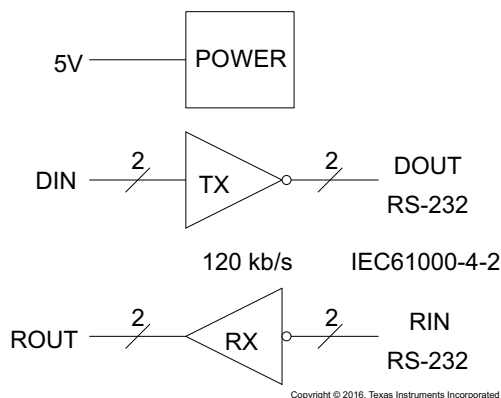 5V
POWER
DIN
2
TX
2
DOUT
RS-232
120 kb/s
IEC61000-4-2
ROUT
2
RX
2
RIN
RS-232
Copyright © 2016, Texas Instruments Incorporated